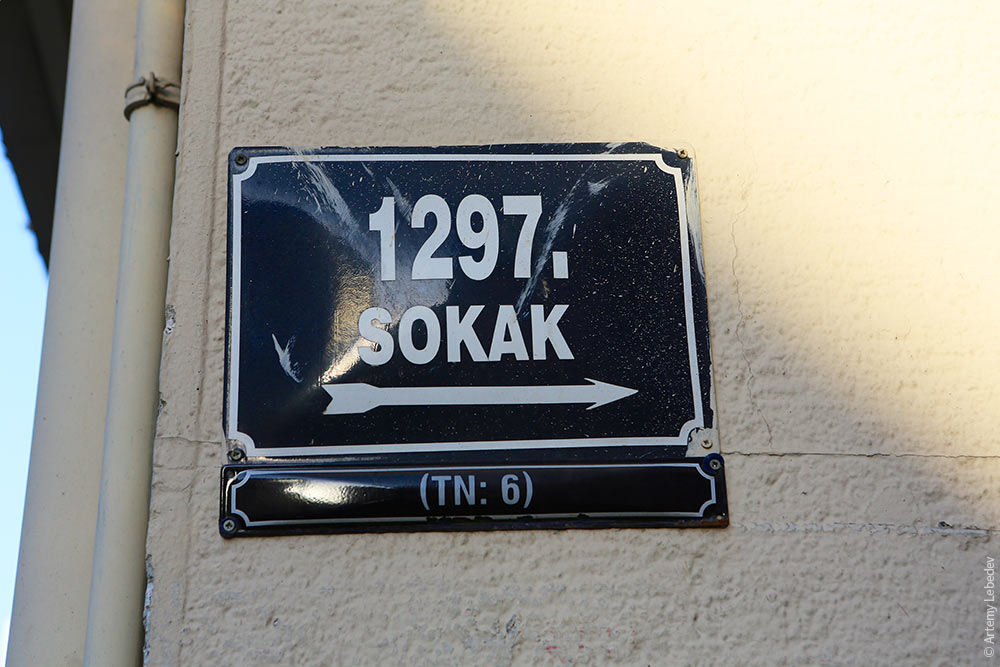 1297.
SOKAK
(TN: 6)
© Artemy Lebedev